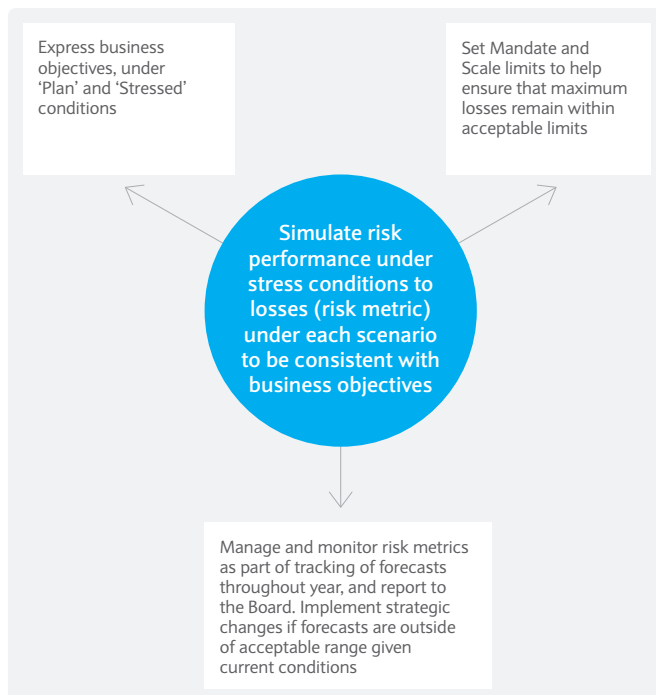 Express business
objectives, under
‘Plan’ and ‘Stressed’
conditions
Set Mandate and
Scale limits to help
ensure that maximum
losses remain within
acceptable limits
Simulate risk
performance under
stress conditions to
losses (risk metric)
under each scenario
to be consistent with
business objectives
Manage and monitor risk metrics
as part of tracking of forecasts
throughout year, and report to
the Board. Implement strategic
changes if forecasts are outside
of acceptable range given
current conditions